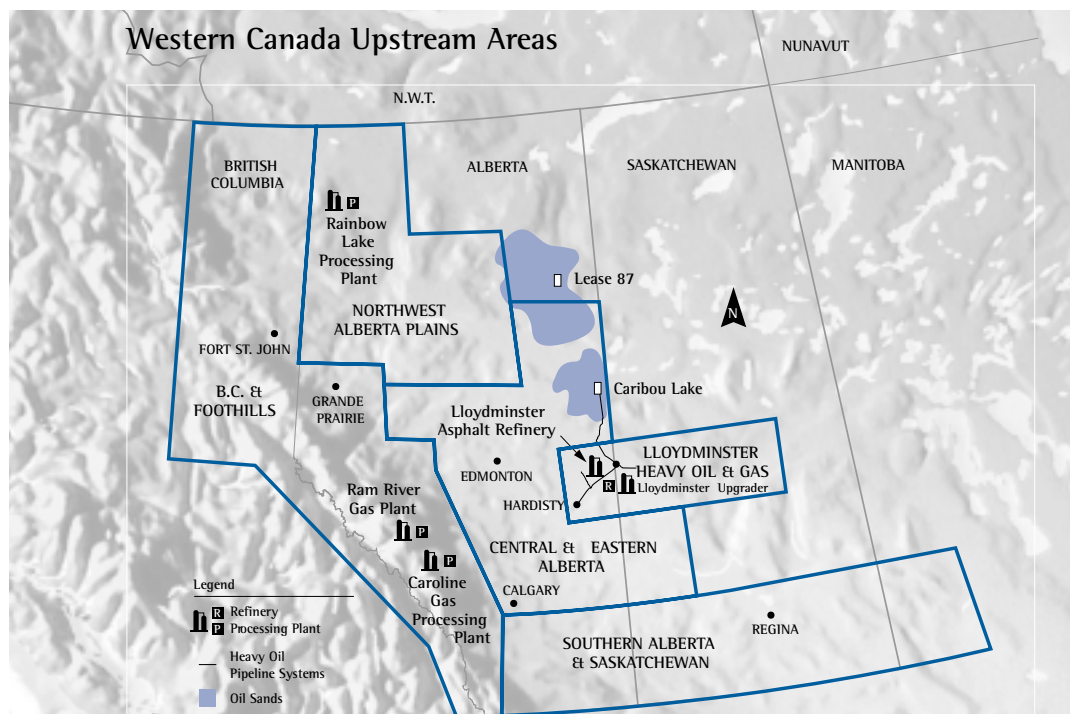 Western Canada Upstream Areas
NUNAVUT
N.W.T.
BRITISH
COLUMBIA
ALBERTA
SASKATCHEWAN
MANITOBA
P
Rainbow
Lake
Processing
Plant
Lease 87
NORTHWEST
ALBERTA PLAINS
N
FORT ST. JOHN
B.C. &
FOOTHILLS
GRANDE
PRAIRIE
Caribou Lake
Lloydminster
Asphalt Refinery
LLOYDMINSTER
HEAVY OIL & GAS
R
Lloydminster Upgrader
EDMONTON
HARDISTY
Ram River
Gas Plant
P
CENTRAL & EASTERN
ALBERTA
P
Caroline
Gas
Processing
Plant
CALGARY
REGINA
SOUTHERN ALBERTA
& SASKATCHEWAN
Legend
R Refinery
P Processing Plant
Heavy Oil
Pipeline Systems
Oil Sands